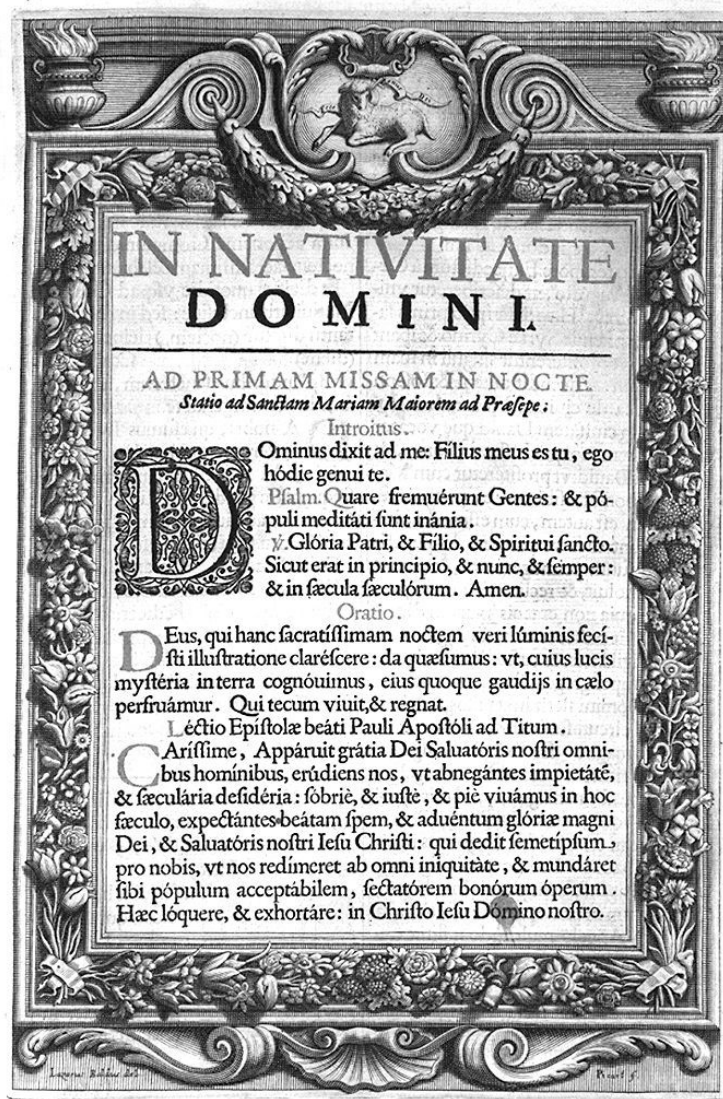 IN NATIVITATE
DOMINI.
AD PRIMAM MISSAM IN NOCTE.
Statio ad Sanctam Mariam Maiorem ad Præsepe:
Introitus.
DOminus dixit ad me: Fílius meus es tu, ego
hódie genui te.
Pſalm. Quare fremuérunt Gentes: & pó-
puli meditáti ſunt inánia.
℣. Glória Patri, & Fílio, & Spiritui ſancto.
Sicut erat in principio, & nunc, & ſemper:
& in ſæcula ſæculórum. Amen.
Oratio.
DEus, qui hanc ſacratíſſimam noctem veri lúminis fecí-
ſti illuſtratione claréſcere: da quæſumus: vt, cuius lucis
myſtéria in terra cognóuimus, eius quoque gaudijs in cælo
perfruámur. Qui tecum viuit, & regnat.
Léctio Epíſtolæ beáti Pauli Apoſtóli ad Titum.
CAríſſime, Appáruit grátia Dei Saluatóris noſtri omni-
bus homínibus, erúdiens nos, vt abnegántes impietátẽ,
& ſæculária deſidéria: ſóbriè, & iuſtè, & piè viuámus in hoc
ſæculo, expectántes beátam ſpem, & aduéntum glóriæ magni
Dei, & Saluatóris noſtri Ieſu Chriſti: qui dedit ſemetípſum
pro nobis, vt nos redímeret ab omni iniquitàte, & mundáret
ſibi pópulum acceptábilem, ſectatórem bonórum óperum.
Hæc lóquere, & exhortáre: in Chriſto Ieſu Dómino noſtro.